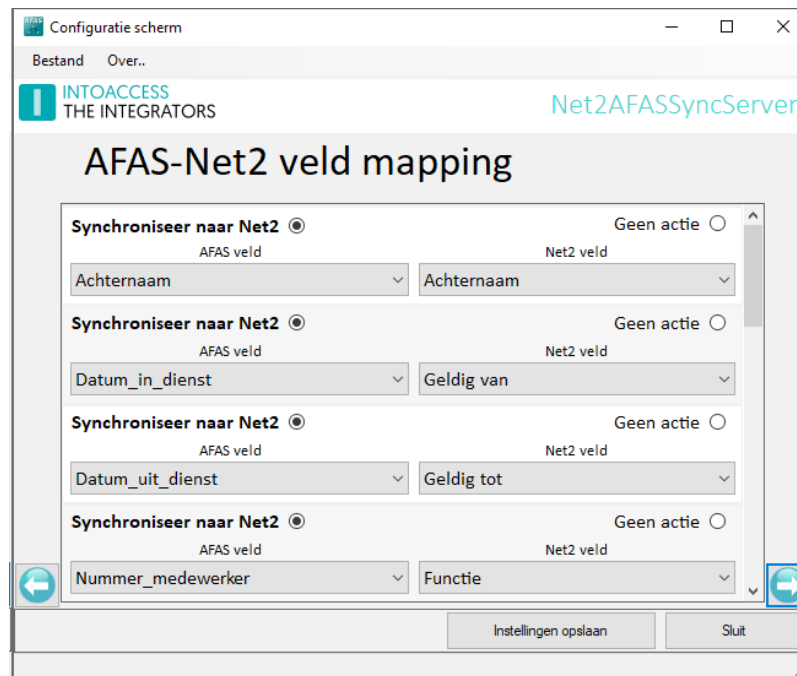 AFAS
Configuratie scherm
Bestand Over..
INTOACCESS
THE INTEGRATORS
Net2AFASSyncServer
AFAS-Net2 veld mapping
Synchroniseer naar Net2 Geen actie
AFAS veld Net2 veld
Achternaam Achternaam
Synchroniseer naar Net2 Geen actie
AFAS veld Net2 veld
Datum_in_dienst Geldig van
Synchroniseer naar Net2 Geen actie
AFAS veld Net2 veld
Datum_uit_dienst Geldig tot
Synchroniseer naar Net2 Geen actie
AFAS veld Net2 veld
Nummer_medewerker Functie
Instellingen opslaan Sluit